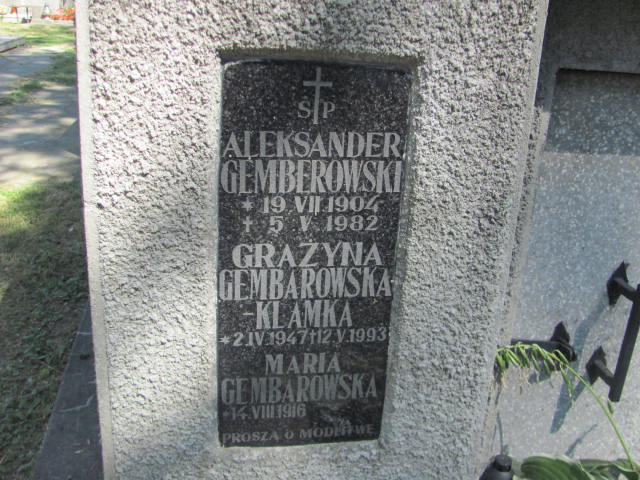 Ś P
ALEKSANDER
GEMBEROWSKI
* 19 VII 1904
† 5 V 1982
GRAŻYNA
GEMBAROWSKA-
-KLAMKA
*2.IV.1947†12.V.1993
MARIA
GEMBAROWSKA
*14.VIII.1916
PROSZĄ O MODLITWĘ